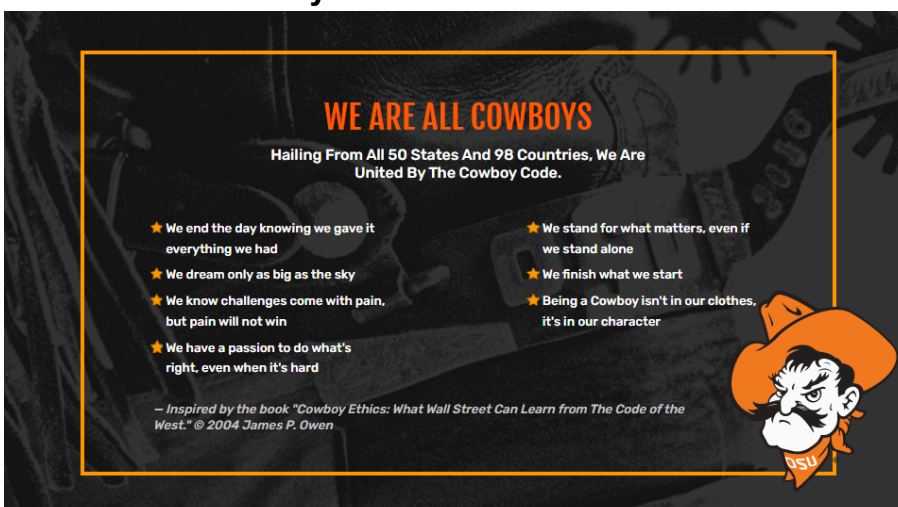 WE ARE ALL COWBOYS
Hailing From All 50 States And 98 Countries, We Are
United By The Cowboy Code.
We end the day knowing we gave it
everything we had
We dream only as big as the sky
We know challenges come with pain,
but pain will not win
We have a passion to do what's
right, even when it's hard
We stand for what matters, even if
we stand alone
We finish what we start
Being a Cowboy isn't in our clothes,
it's in our character
— Inspired by the book "Cowboy Ethics: What Wall Street Can Learn from The Code of the
West." © 2004 James P. Owen
OSU